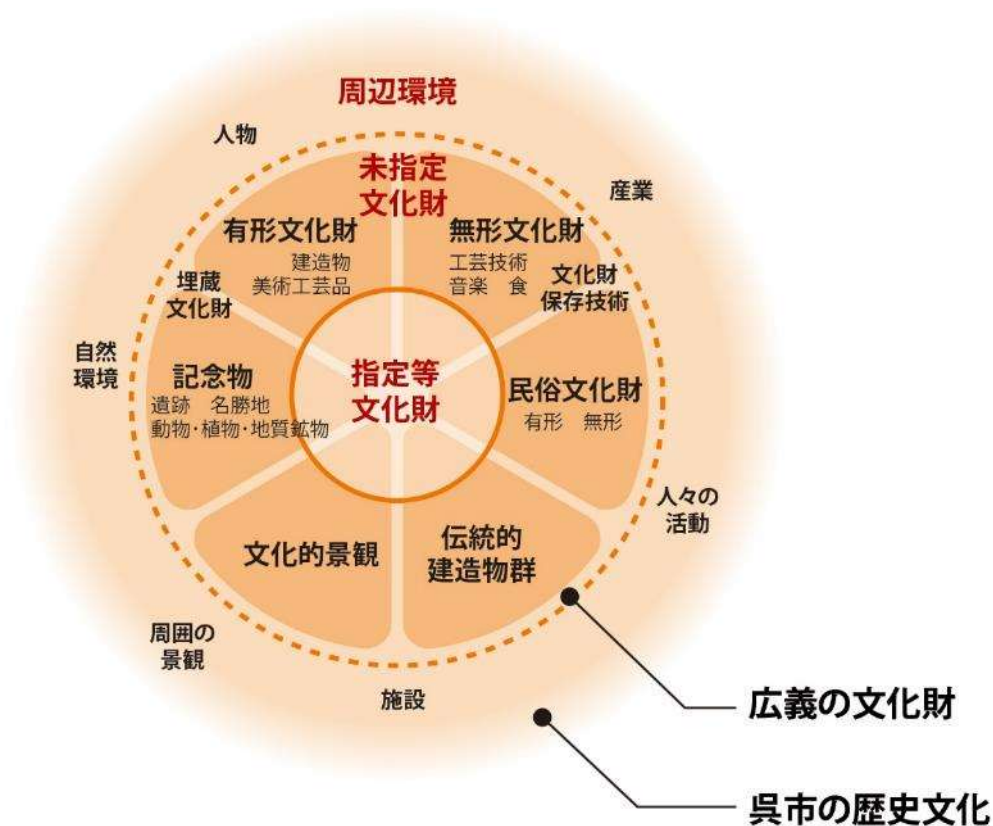 周辺環境
人物
産業
未指定
文化財
有形文化財
建造物
美術工芸品
無形文化財
工芸技術
音楽 食
埋蔵
文化財
文化財
保存技術
自然
環境
記念物
遺跡 名勝地
動物・植物・地質鉱物
指定等
文化財
民俗文化財
有形 無形
人々の
活動
文化的景観
伝統的
建造物群
周囲の
景観
施設
広義の文化財
呉市の歴史文化